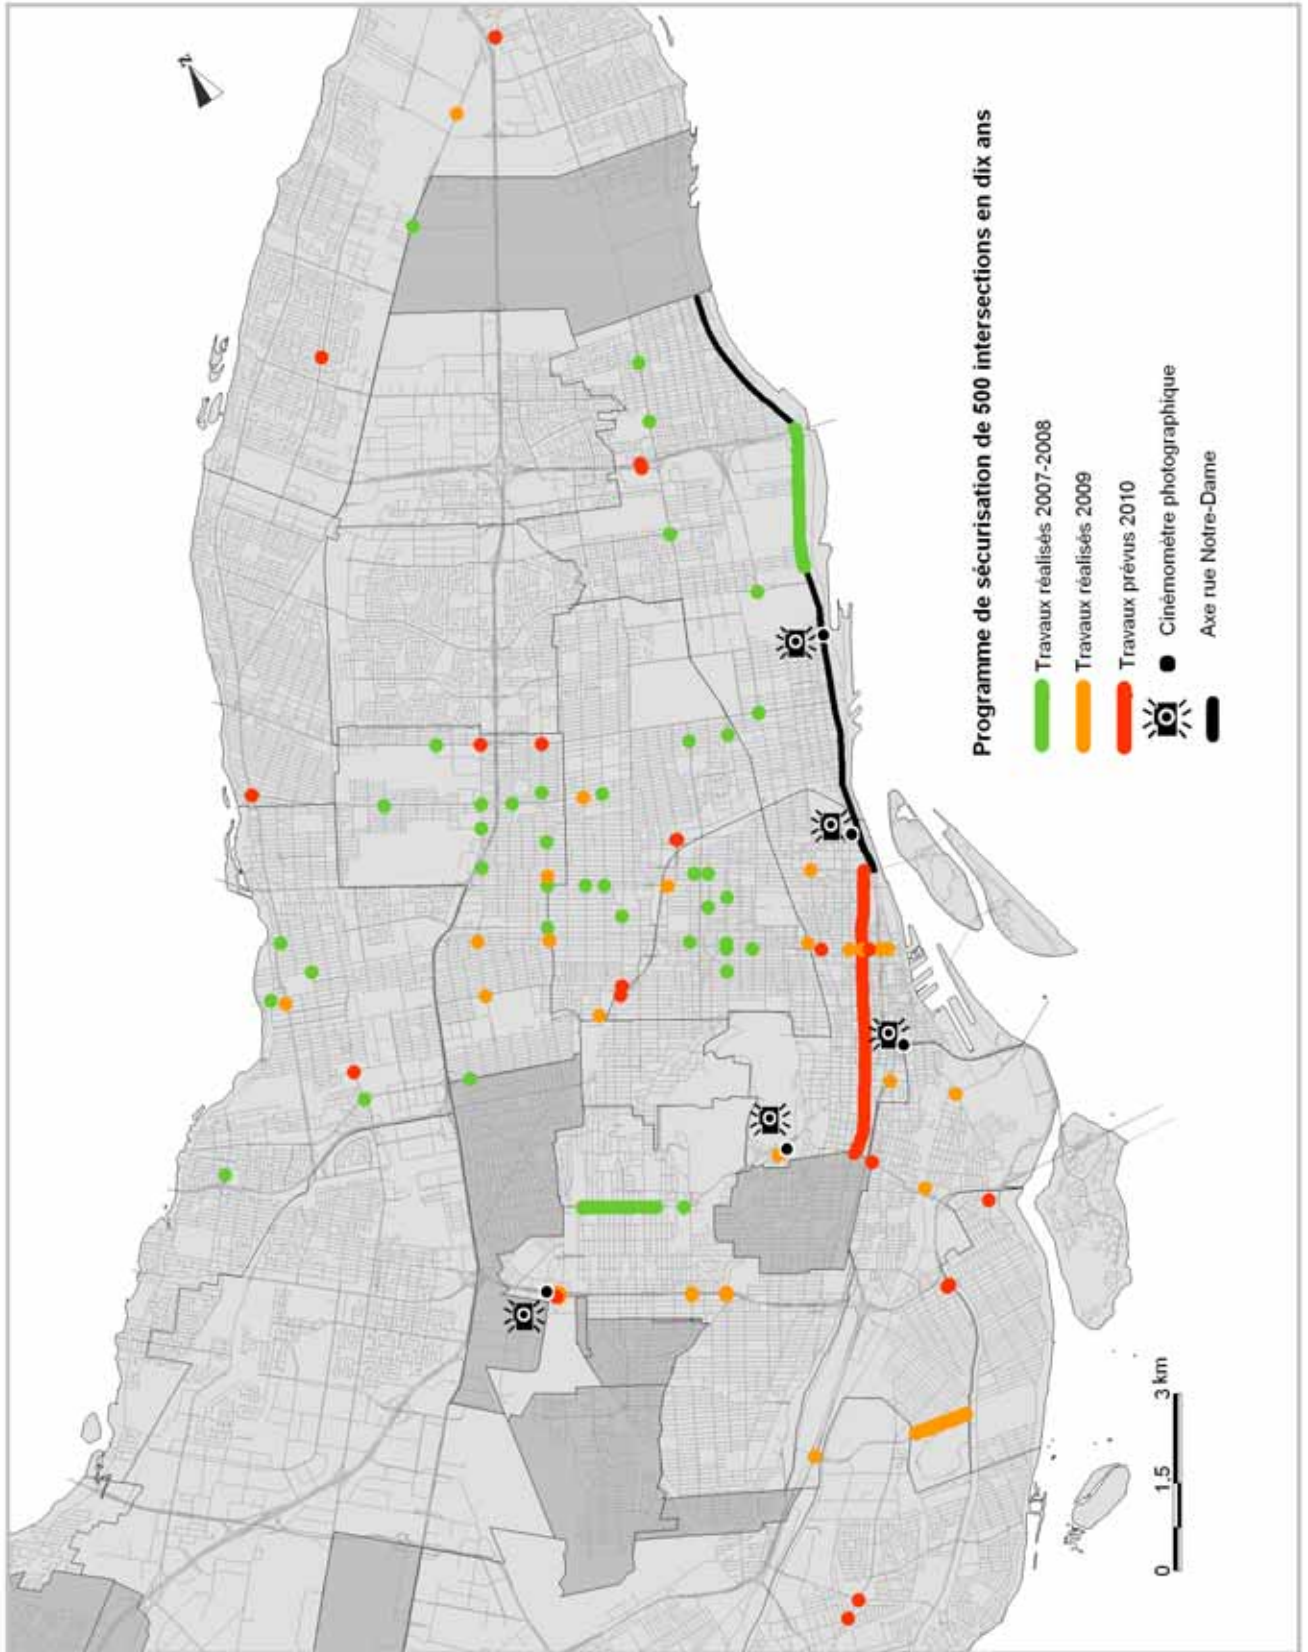 N
Programme de sécurisation de 500 intersections en dix ans
Travaux réalisés 2007-2008
Travaux réalisés 2009
Travaux prévus 2010
Cinémomètre photographique
Axe rue Notre-Dame
0 1.5 3 km